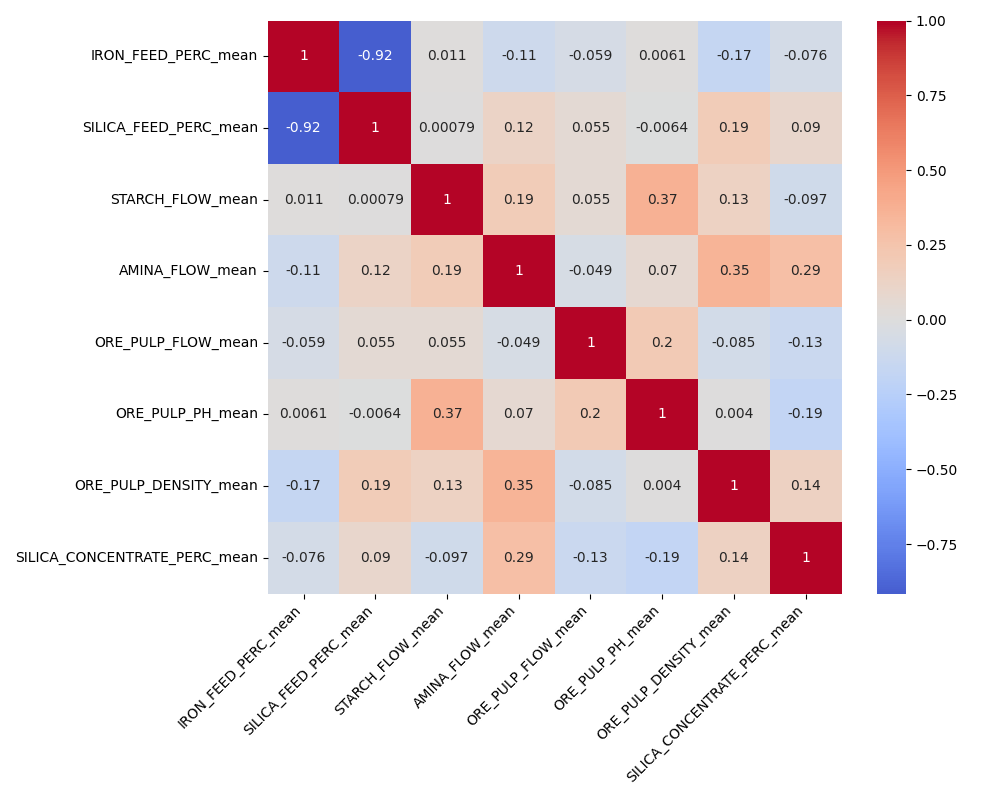 IRON_FEED_PERC_mean 1 -0.92 0.011 -0.11 -0.059 0.0061 -0.17 -0.076
SILICA_FEED_PERC_mean -0.92 1 0.00079 0.12 0.055 -0.0064 0.19 0.09
STARCH_FLOW_mean 0.011 0.00079 1 0.19 0.055 0.37 0.13 -0.097
AMINA_FLOW_mean -0.11 0.12 0.19 1 -0.049 0.07 0.35 0.29
ORE_PULP_FLOW_mean -0.059 0.055 0.055 -0.049 1 0.2 -0.085 -0.13
ORE_PULP_PH_mean 0.0061 -0.0064 0.37 0.07 0.2 1 0.004 -0.19
ORE_PULP_DENSITY_mean -0.17 0.19 0.13 0.35 -0.085 0.004 1 0.14
SILICA_CONCENTRATE_PERC_mean -0.076 0.09 -0.097 0.29 -0.13 -0.19 0.14 1
IRON_FEED_PERC_mean
SILICA_FEED_PERC_mean
STARCH_FLOW_mean
AMINA_FLOW_mean
ORE_PULP_FLOW_mean
ORE_PULP_PH_mean
ORE_PULP_DENSITY_mean
SILICA_CONCENTRATE_PERC_mean
1.00
0.75
0.50
0.25
0.00
−0.25
−0.50
−0.75